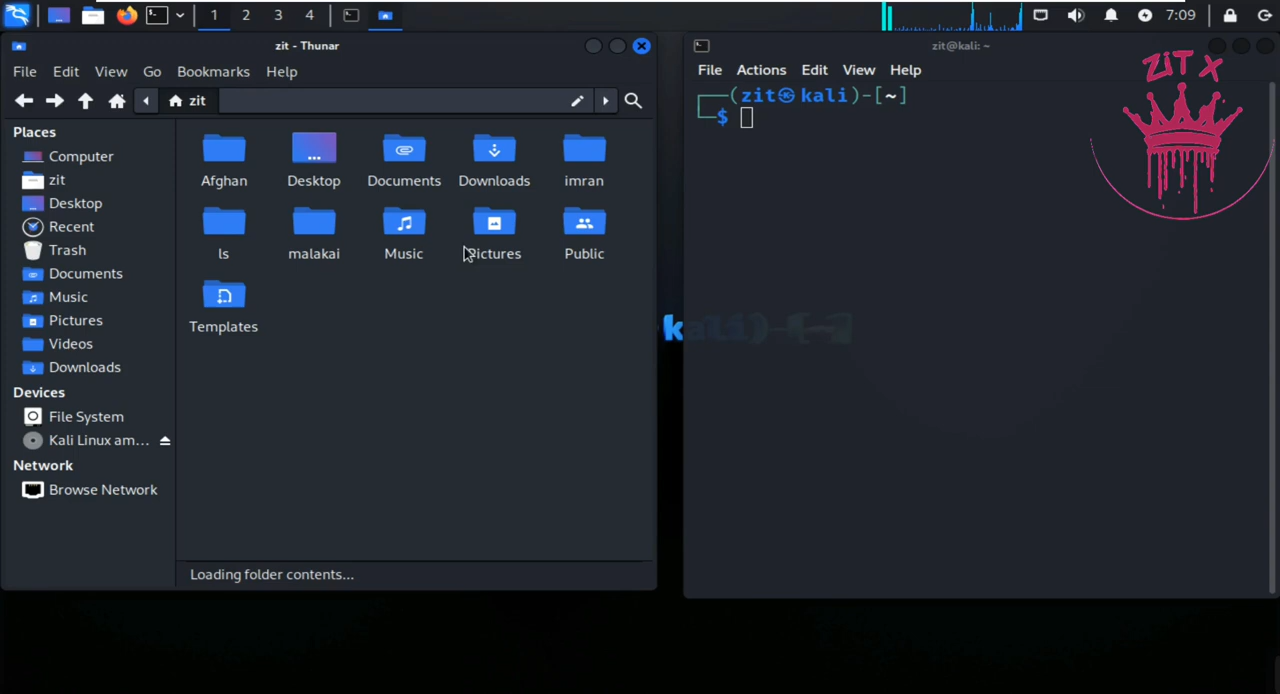 1 2 3 4
7:09
zit - Thunar
File Edit View Go Bookmarks Help
zit
Places
Computer
zit
Desktop
Recent
Trash
Documents
Music
Pictures
Videos
Downloads
Devices
File System
Kali Linux am...
Network
Browse Network
Afghan Desktop Documents Downloads imran
ls malakai Music Pictures Public
Templates
Loading folder contents...
zit@kali: ~
File Actions Edit View Help
┌──(zit㉿kali)-[~]
└─$
ZiT X
kali)-[~]